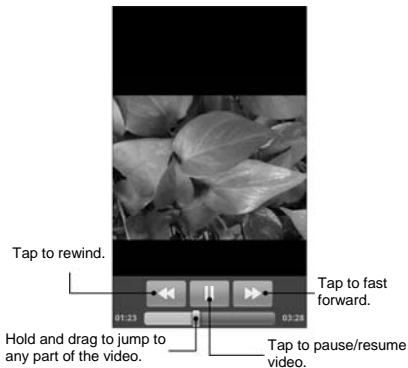 Tap to rewind.
Tap to fast
forward.
01:23
03:28
Hold and drag to jump to
any part of the video.
Tap to pause/resume
video.